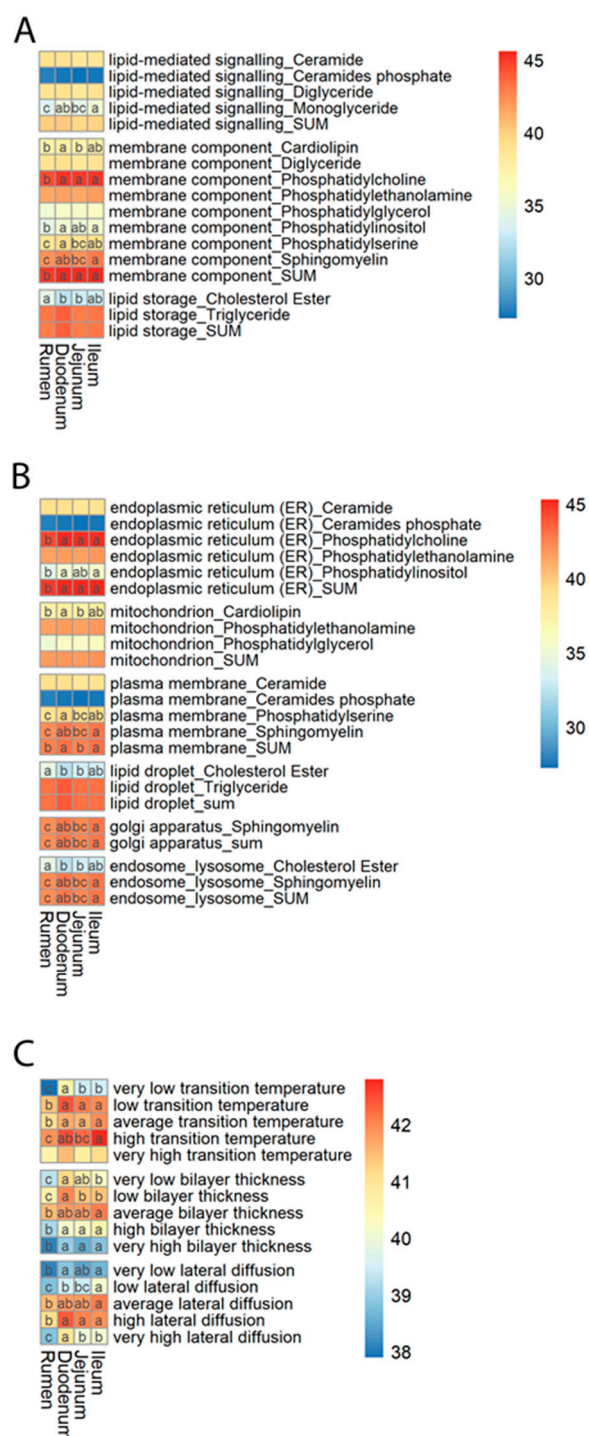 A
lipid-mediated signalling_Ceramide
lipid-mediated signalling_Ceramides phosphate
lipid-mediated signalling_Diglyceride
c ab bc a lipid-mediated signalling_Monoglyceride
lipid-mediated signalling_SUM
b a b ab membrane component_Cardiolipin
membrane component_Diglyceride
b a a a membrane component_Phosphatidylcholine
membrane component_Phosphatidylethanolamine
membrane component_Phosphatidylglycerol
b a ab a membrane component_Phosphatidylinositol
c a bc ab membrane component_Phosphatidylserine
c ab bc a membrane component_Sphingomyelin
b a a a membrane component_SUM
a b b ab lipid storage_Cholesterol Ester
lipid storage_Triglyceride
lipid storage_SUM
Rumen
Duodenum
Jejunum
Ileum
45
40
35
30
B
endoplasmic reticulum (ER)_Ceramide
endoplasmic reticulum (ER)_Ceramides phosphate
b a a a endoplasmic reticulum (ER)_Phosphatidylcholine
endoplasmic reticulum (ER)_Phosphatidylethanolamine
b a ab a endoplasmic reticulum (ER)_Phosphatidylinositol
b a a a endoplasmic reticulum (ER)_SUM
b a b ab mitochondrion_Cardiolipin
mitochondrion_Phosphatidylethanolamine
mitochondrion_Phosphatidylglycerol
mitochondrion_SUM
plasma membrane_Ceramide
plasma membrane_Ceramides phosphate
c a bc ab plasma membrane_Phosphatidylserine
c ab bc a plasma membrane_Sphingomyelin
b a b a plasma membrane_SUM
a b b ab lipid droplet_Cholesterol Ester
lipid droplet_Triglyceride
lipid droplet_sum
c ab bc a golgi apparatus_Sphingomyelin
c ab bc a golgi apparatus_sum
a b b ab endosome_lysosome_Cholesterol Ester
c ab bc a endosome_lysosome_Sphingomyelin
c ab bc a endosome_lysosome_SUM
Rumen
Duodenum
Jejunum
Ileum
45
40
35
30
C
c a b b very low transition temperature
b a a a low transition temperature
b a a a average transition temperature
c ab bc a high transition temperature
very high transition temperature
c a ab b very low bilayer thickness
c a b b low bilayer thickness
b ab ab a average bilayer thickness
b a a a high bilayer thickness
b a a a very high bilayer thickness
b a ab a very low lateral diffusion
c b bc a low lateral diffusion
b ab ab a average lateral diffusion
b a a a high lateral diffusion
c a b b very high lateral diffusion
Rumen
Duodenum
Jejunum
Ileum
42
41
40
39
38